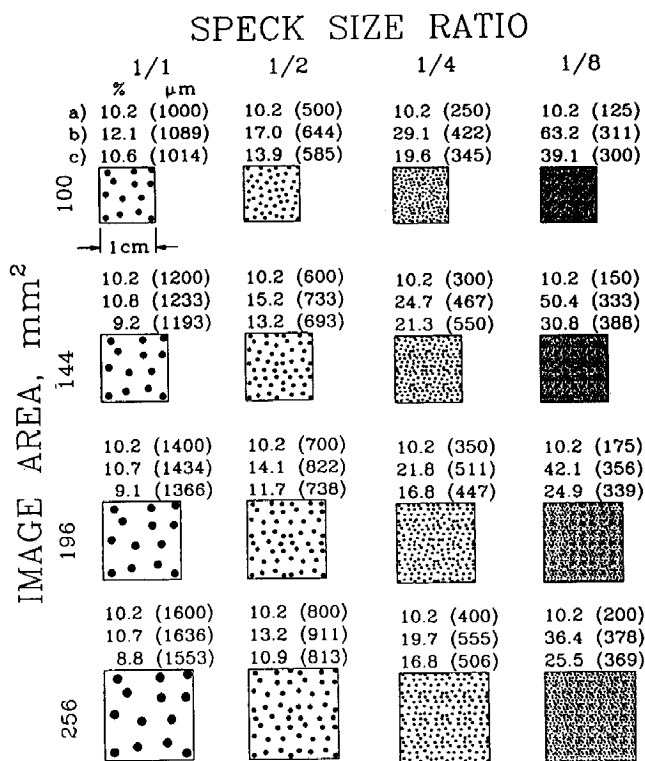 SPECK SIZE RATIO
1/1 1/2 1/4 1/8
% µm
a) 10.2 (1000) 10.2 (500) 10.2 (250) 10.2 (125)
b) 12.1 (1089) 17.0 (644) 29.1 (422) 63.2 (311)
c) 10.6 (1014) 13.9 (585) 19.6 (345) 39.1 (300)
100
1cm
10.2 (1200) 10.2 (600) 10.2 (300) 10.2 (150)
10.8 (1233) 15.2 (733) 24.7 (467) 50.4 (333)
9.2 (1193) 13.2 (693) 21.3 (550) 30.8 (388)
144
IMAGE AREA, mm²
10.2 (1400) 10.2 (700) 10.2 (350) 10.2 (175)
10.7 (1434) 14.1 (822) 21.8 (511) 42.1 (356)
9.1 (1366) 11.7 (738) 16.8 (447) 24.9 (339)
196
10.2 (1600) 10.2 (800) 10.2 (400) 10.2 (200)
10.7 (1636) 13.2 (911) 19.7 (555) 36.4 (378)
8.8 (1553) 10.9 (813) 16.8 (506) 25.5 (369)
256